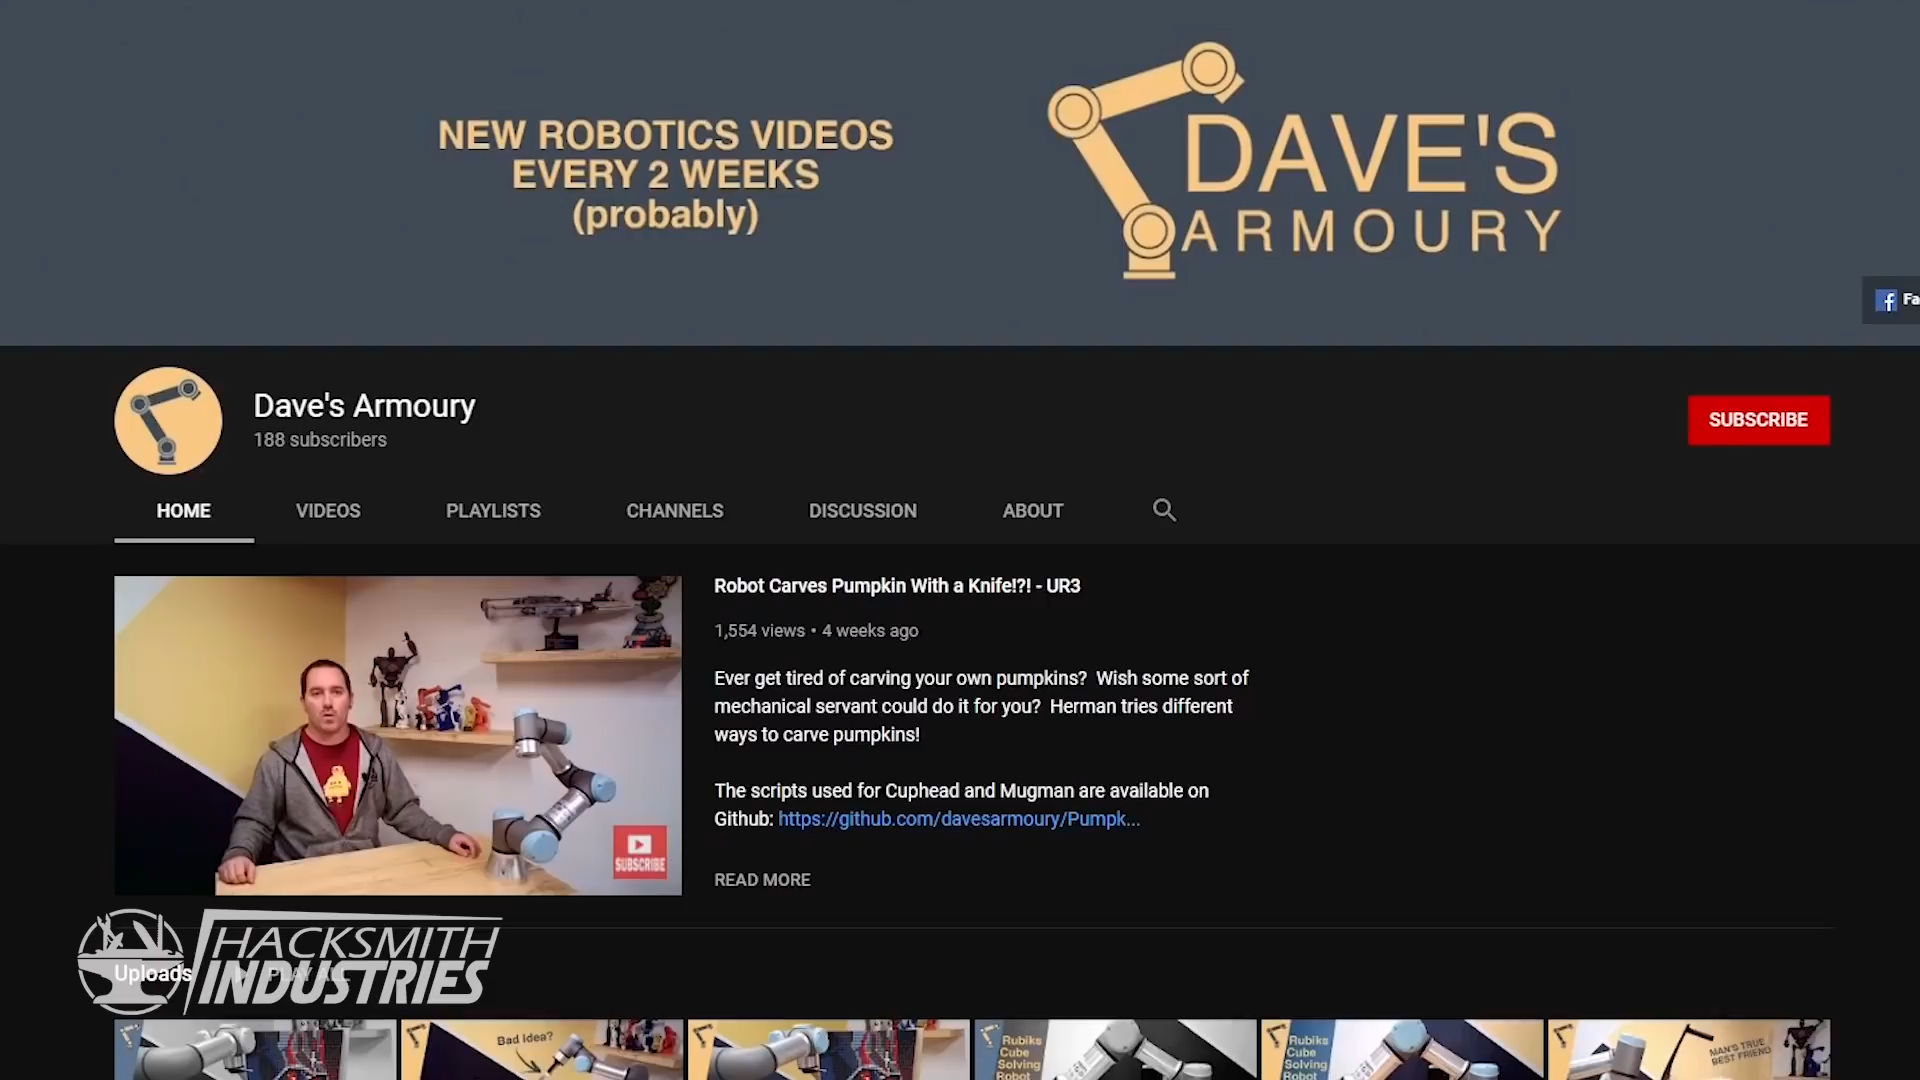 NEW ROBOTICS VIDEOS
EVERY 2 WEEKS
(probably)
DAVE'S
ARMOURY
Dave's Armoury
188 subscribers
SUBSCRIBE
HOME
VIDEOS
PLAYLISTS
CHANNELS
DISCUSSION
ABOUT
Robot Carves Pumpkin With a Knife!?! - UR3
1,554 views • 4 weeks ago
Ever get tired of carving your own pumpkins? Wish some sort of
mechanical servant could do it for you? Herman tries different
ways to carve pumpkins!
The scripts used for Cuphead and Mugman are available on
Github: https://github.com/davesarmoury/Pumpk...
READ MORE
SUBSCRIBE
HACKSMITH
INDUSTRIES
Uploads
PLAY ALL
Bad Idea?
Rubiks
Cube
Solving
Robot
Rubiks
Cube
Solving
Robot
MAN'S TRUE
BEST FRIEND